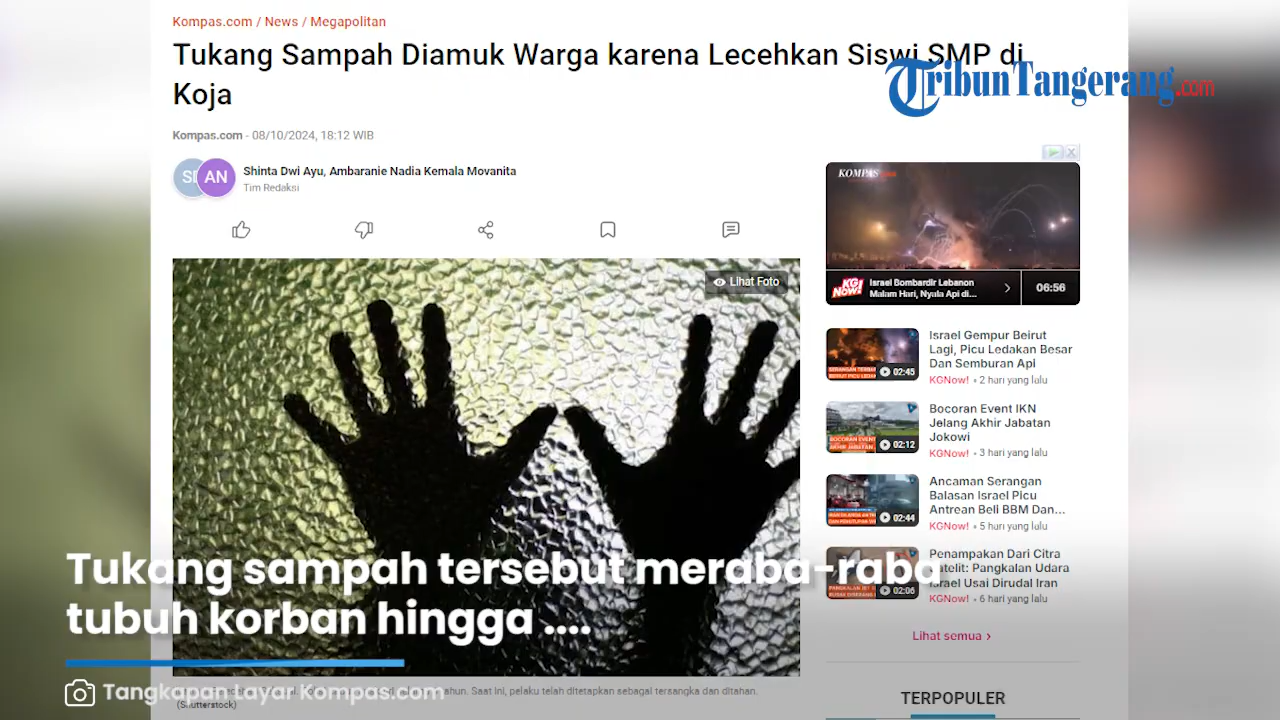 Kompas.com / News / Megapolitan
Tukang Sampah Diamuk Warga karena Lecehkan Siswi SMP di
Koja
TribunTangerang.com
Kompas.com - 08/10/2024, 18:12 WIB
AN
Shinta Dwi Ayu, Ambaranie Nadia Kemala Movanita
Tim Redaksi
Lihat Foto
KOMPAS.com
KG NOW!
Israel Bombardir Lebanon
Malam Hari, Nyala Api di...
06:56
Israel Gempur Beirut
Lagi, Picu Ledakan Besar
Dan Semburan Api
KGNow! • 2 hari yang lalu
02:45
Bocoran Event IKN
Jelang Akhir Jabatan
Jokowi
KGNow! • 3 hari yang lalu
02:12
Ancaman Serangan
Balasan Israel Picu
Antrean Beli BBM Dan...
KGNow! • 5 hari yang lalu
02:44
Penampakan Dari Citra
Satelit: Pangkalan Udara
Israel Usai Dirudal Iran
KGNow! • 6 hari yang lalu
02:06
Lihat semua ›
TERPOPULER
Tukang sampah tersebut meraba-raba
tubuh korban hingga ....
Tangkapan Layar Kompas.com
tahun. Saat ini, pelaku telah ditetapkan sebagai tersangka dan ditahan.
(Shutterstock)